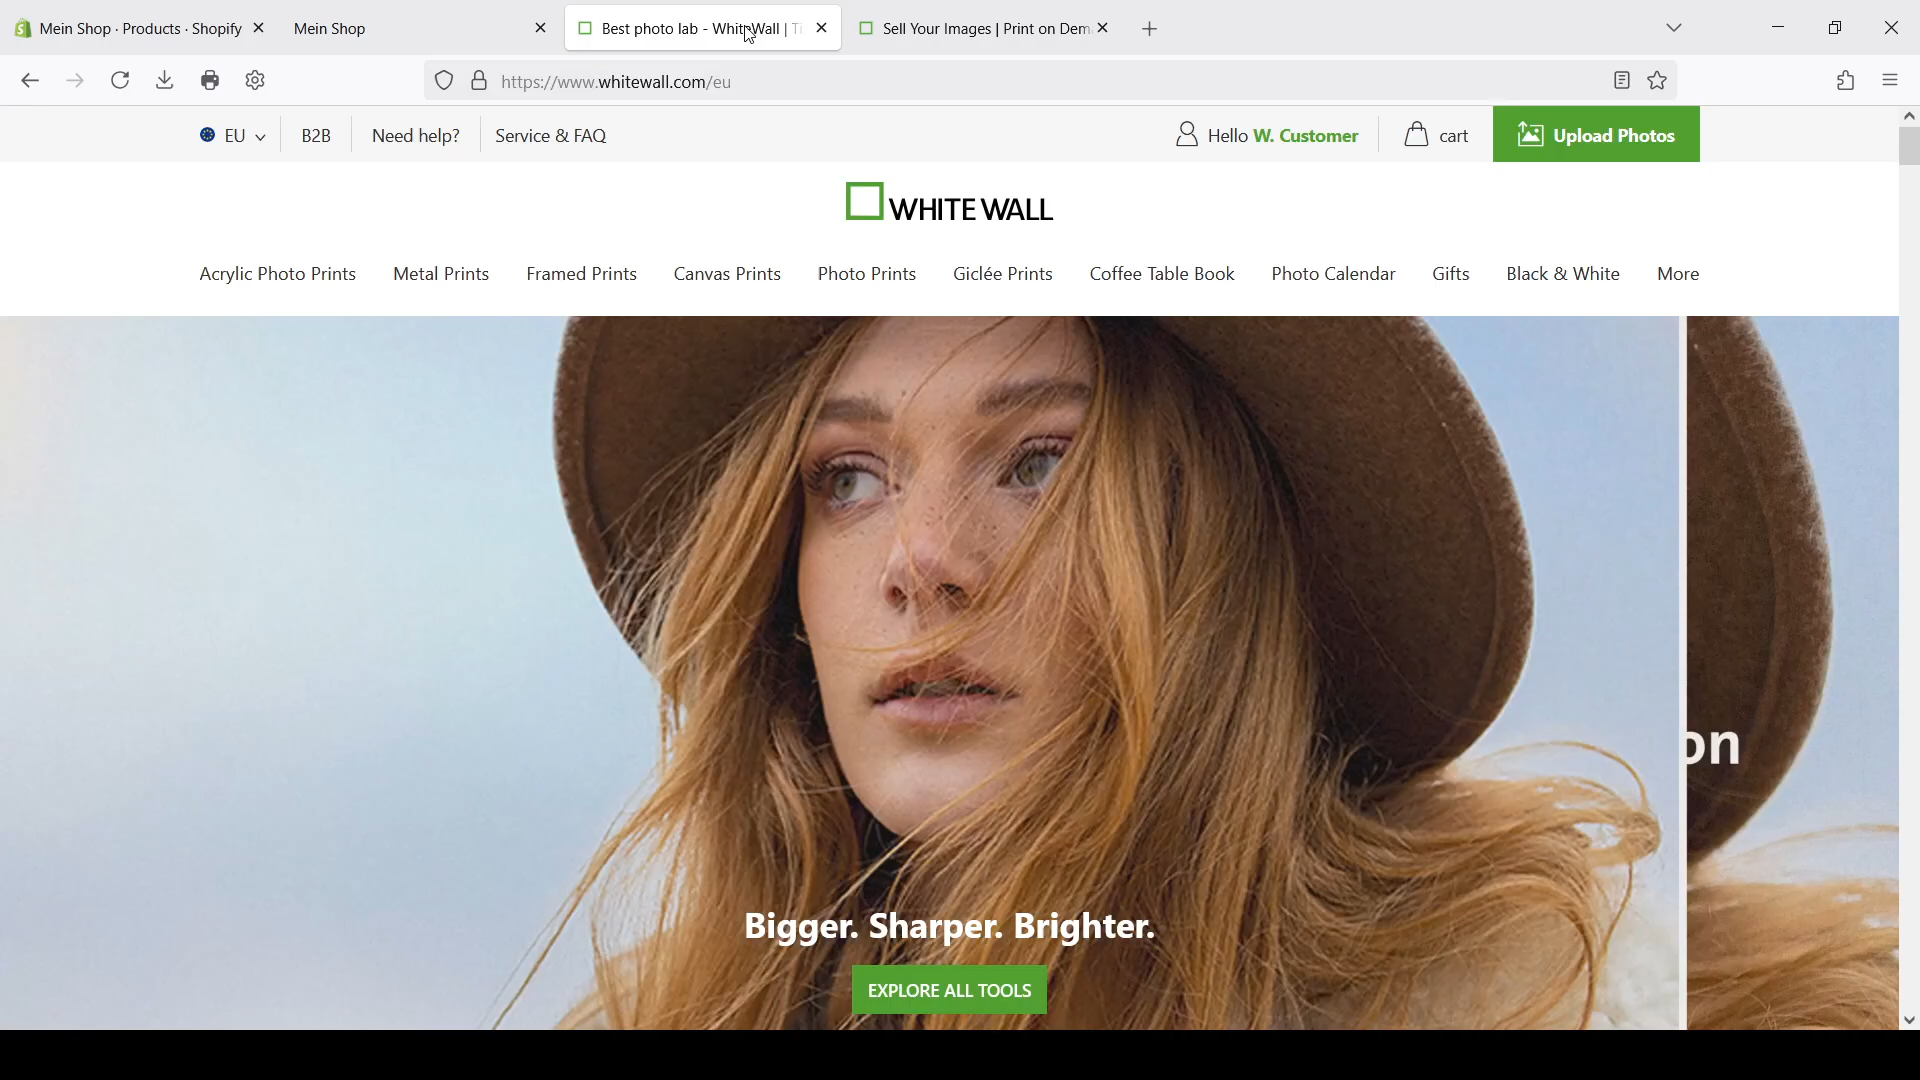 Mein Shop · Products · Shopify
Mein Shop
Best photo lab - WhiteWall |
Sell Your Images | Print on Dem
https://www.whitewall.com/eu
EU
B2B
Need help?
Service & FAQ
Hello W. Customer
cart
Upload Photos
WHITE WALL
Acrylic Photo Prints
Metal Prints
Framed Prints
Canvas Prints
Photo Prints
Giclée Prints
Coffee Table Book
Photo Calendar
Gifts
Black & White
More
on
Bigger. Sharper. Brighter.
EXPLORE ALL TOOLS